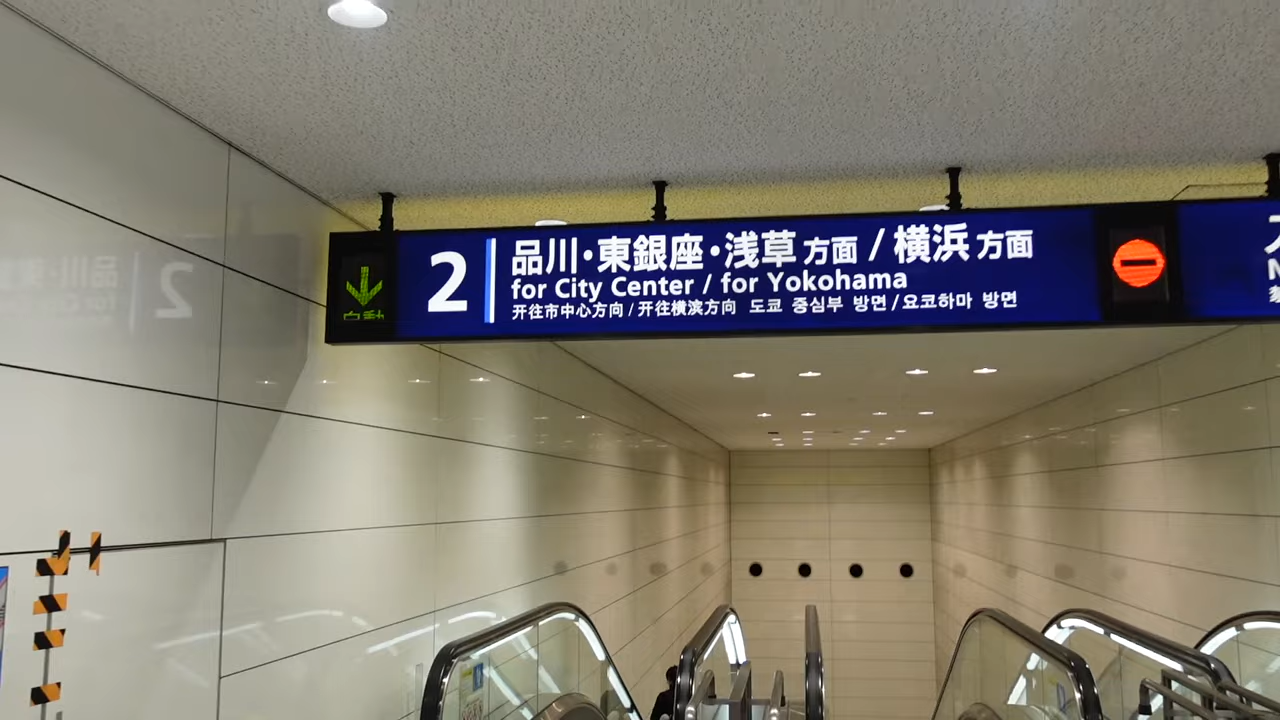 2
品川・東銀座・浅草方面 / 横浜方面
for City Center / for Yokohama
开往市中心方向 / 开往横滨方向 도쿄 중심부 방면 / 요코하마 방면
自動